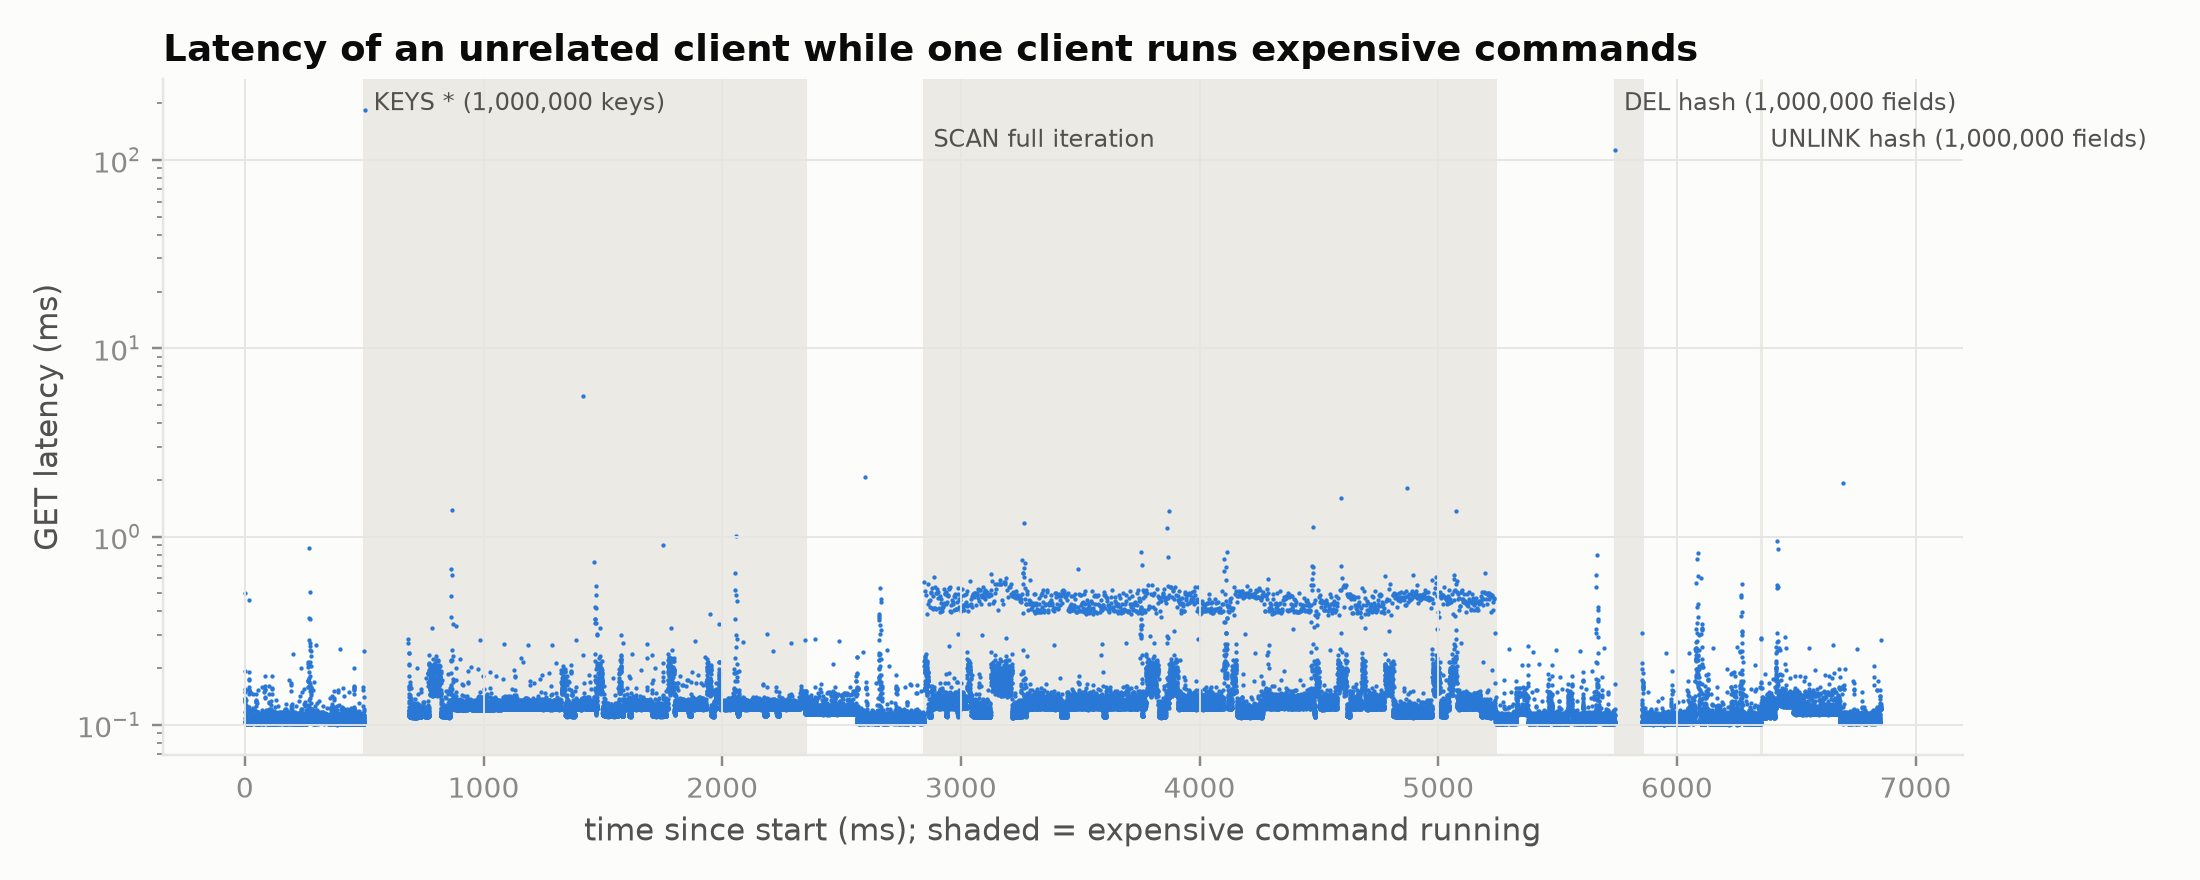 Latency of an unrelated client while one client runs expensive commands
KEYS * (1,000,000 keys)
DEL hash (1,000,000 fields)
SCAN full iteration
UNLINK hash (1,000,000 fields)
GET latency (ms)
10²
10¹
10⁰
10⁻¹
0 1000 2000 3000 4000 5000 6000 7000
time since start (ms); shaded = expensive command running